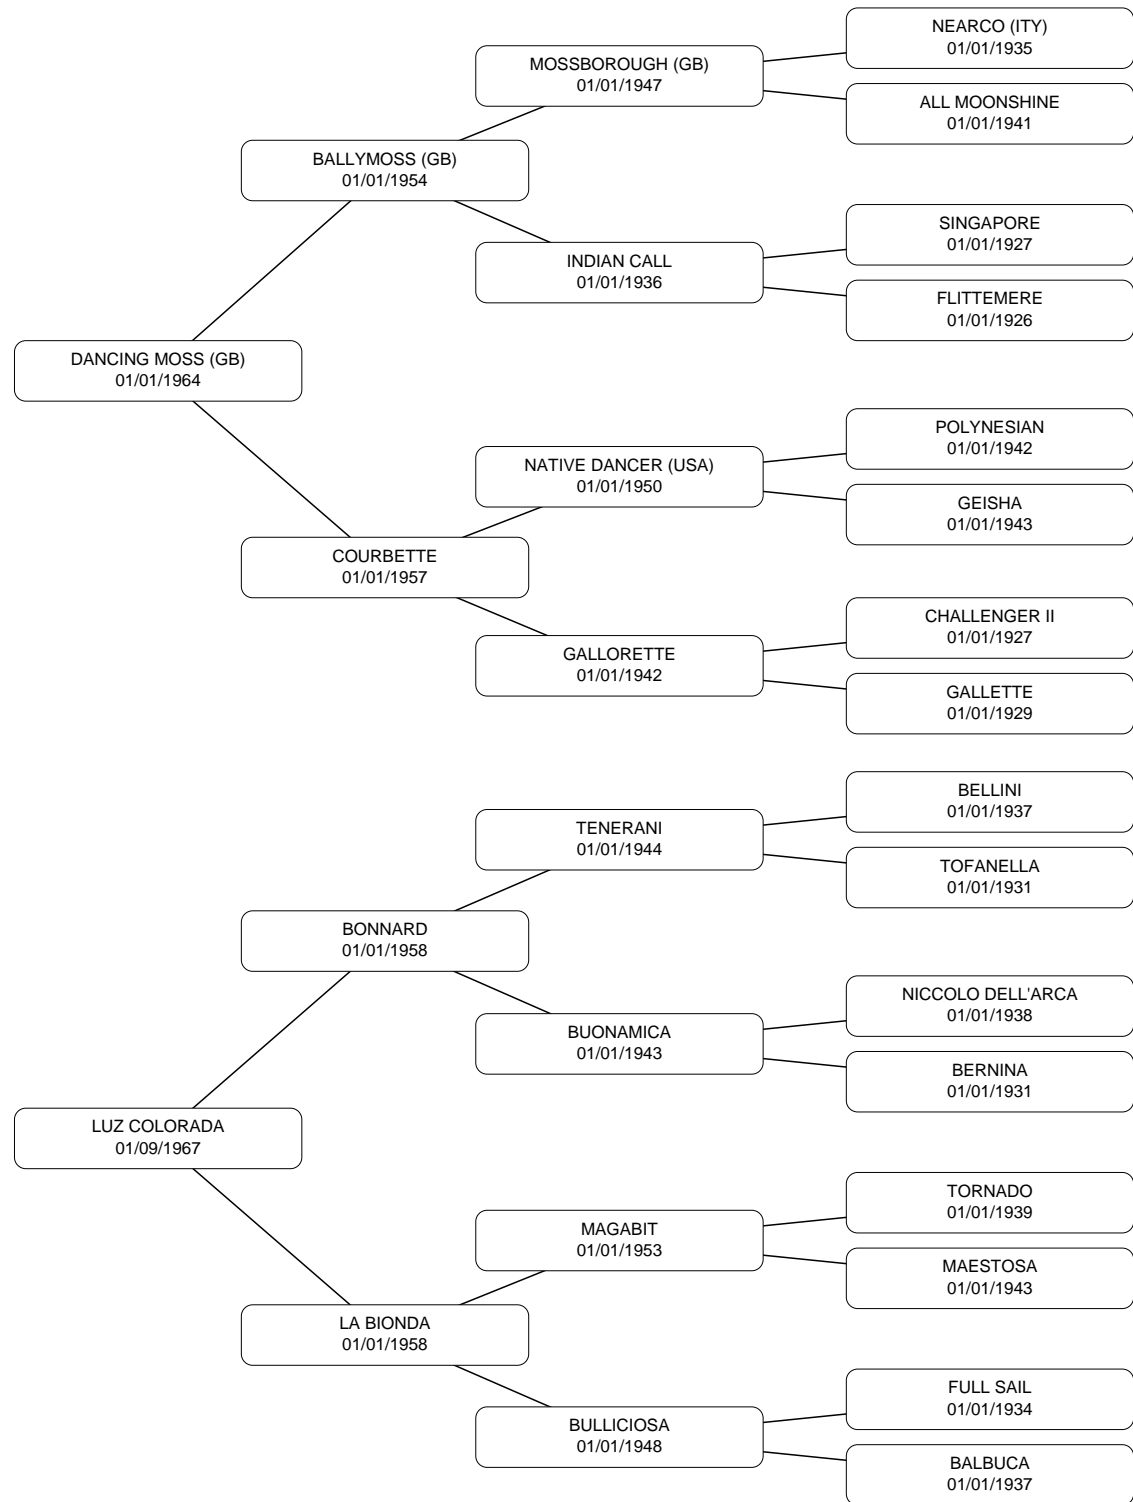 NEARCO (ITY)
01/01/1935
MOSSBOROUGH (GB)
01/01/1947
ALL MOONSHINE
01/01/1941
BALLYMOSS (GB)
01/01/1954
SINGAPORE
01/01/1927
INDIAN CALL
01/01/1936
FLITTEMERE
01/01/1926
DANCING MOSS (GB)
01/01/1964
POLYNESIAN
01/01/1942
NATIVE DANCER (USA)
01/01/1950
GEISHA
01/01/1943
COURBETTE
01/01/1957
CHALLENGER II
01/01/1927
GALLORETTE
01/01/1942
GALLETTE
01/01/1929
BELLINI
01/01/1937
TENERANI
01/01/1944
TOFANELLA
01/01/1931
BONNARD
01/01/1958
NICCOLO DELL'ARCA
01/01/1938
BUONAMICA
01/01/1943
BERNINA
01/01/1931
LUZ COLORADA
01/09/1967
TORNADO
01/01/1939
MAGABIT
01/01/1953
MAESTOSA
01/01/1943
LA BIONDA
01/01/1958
FULL SAIL
01/01/1934
BULLICIOSA
01/01/1948
BALBUCA
01/01/1937